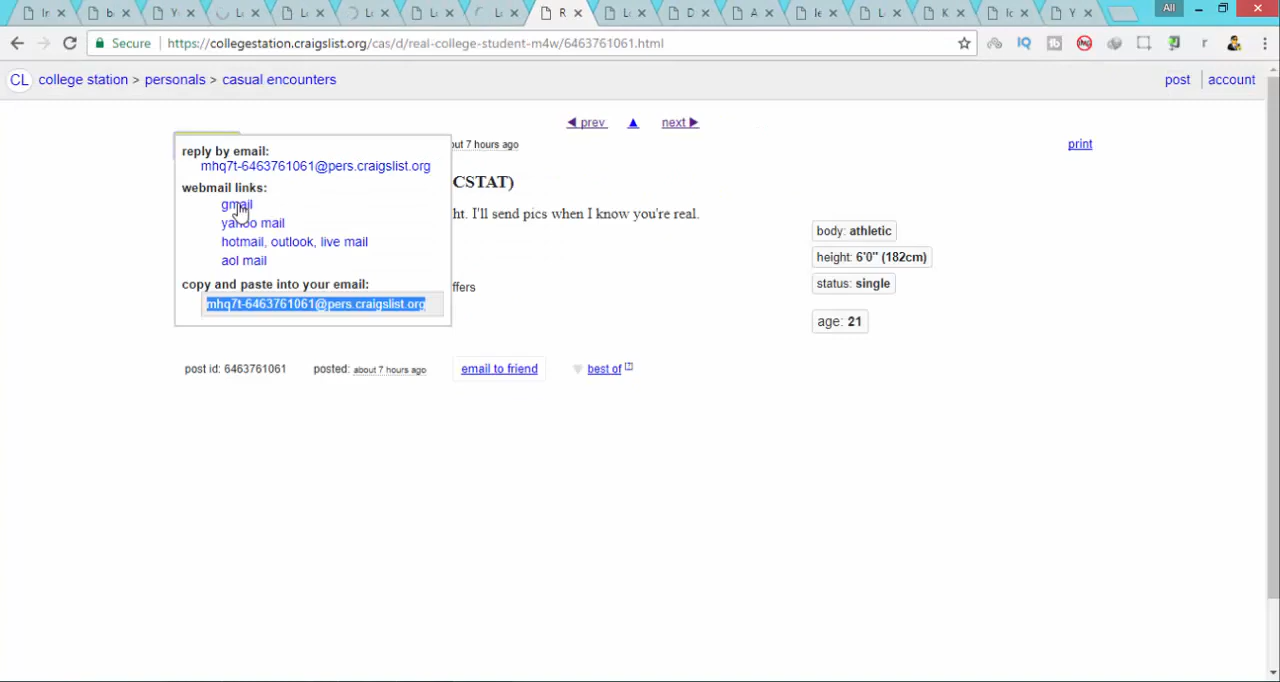 All
Secure https://collegestation.craigslist.org/cas/d/real-college-student-m4w/6463761061.html
CL college station > personals > casual encounters post account
prev next
reply by email:
out 7 hours ago
print
mhq7t-6463761061@pers.craigslist.org
CSTAT)
webmail links:
gmail
ht. I'll send pics when I know you're real.
yahoo mail
body: athletic
hotmail, outlook, live mail
height: 6'0" (182cm)
aol mail
status: single
copy and paste into your email:
ffers
mhq7t-6463761061@pers.craigslist.org
age: 21
post id: 6463761061 posted: about 7 hours ago email to friend best of [?]